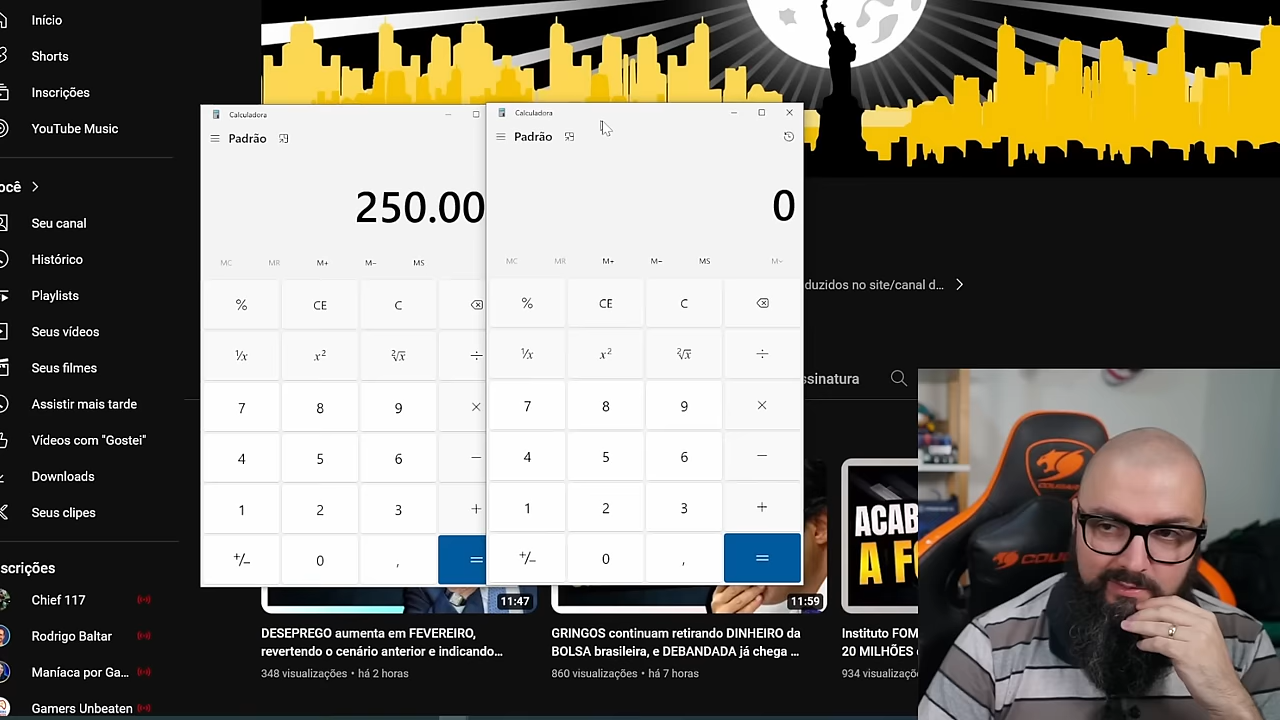 Início
Shorts
Inscrições
YouTube Music
ocê
Seu canal
Histórico
Playlists
Seus vídeos
Seus filmes
Assistir mais tarde
Vídeos com "Gostei"
Downloads
Seus clipes
scrições
Chief 117
Rodrigo Baltar
Maníaca por Ga...
Gamers Unbeaten
Calculadora
Padrão
250.00
MC MR M+ M− MS
% CE C
¹/x x² ²√x ÷
7 8 9 ×
4 5 6 −
1 2 3 +
+/− 0 , =
Calculadora
Padrão
0
MC MR M+ M− MS M˅
% CE C
¹/x x² ²√x ÷
7 8 9 ×
4 5 6 −
1 2 3 +
+/− 0 , =
duzidos no site/canal d...
ssinatura
11:47
DESEPREGO aumenta em FEVEREIRO,
revertendo o cenário anterior e indicando...
348 visualizações • há 2 horas
11:59
GRINGOS continuam retirando DINHEIRO da
BOLSA brasileira, e DEBANDADA já chega ...
860 visualizações • há 7 horas
ACAB
A FO
Instituto FOM
20 MILHÕES
934 visualizaçõe
COUGAR
COU